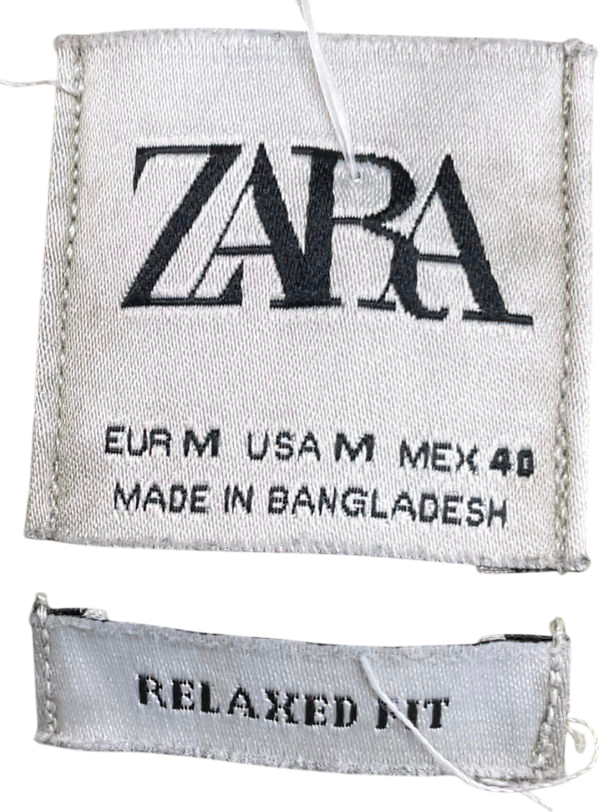 ZARA
EUR M USA M MEX 40
MADE IN BANGLADESH
RELAXED FIT